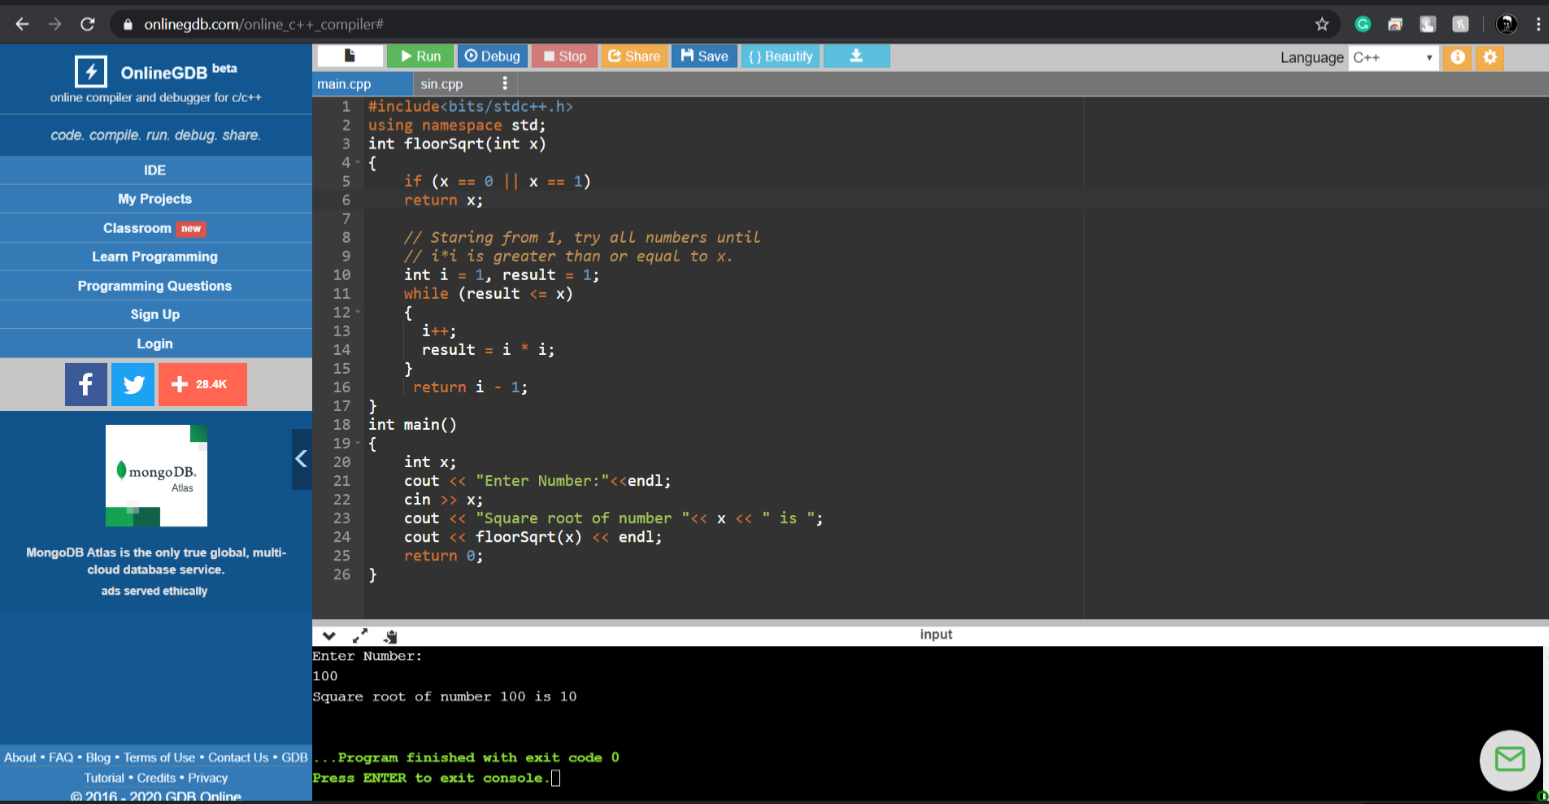 onlinegdb.com/online_c++_compiler#
OnlineGDB beta
online compiler and debugger for c/c++
code. compile. run. debug. share.
IDE
My Projects
Classroom new
Learn Programming
Programming Questions
Sign Up
Login
28.4K
mongoDB.
Atlas
MongoDB Atlas is the only true global, multi-
cloud database service.
ads served ethically
About • FAQ • Blog • Terms of Use • Contact Us • GDB
Tutorial • Credits • Privacy
© 2016 - 2020 GDB Online
Run Debug Stop Share Save { } Beautify Language C++
main.cpp sin.cpp
1 #include<bits/stdc++.h>
2 using namespace std;
3 int floorSqrt(int x)
4 {
5 if (x == 0 || x == 1)
6 return x;
7
8 // Staring from 1, try all numbers until
9 // i*i is greater than or equal to x.
10 int i = 1, result = 1;
11 while (result <= x)
12 {
13 i++;
14 result = i * i;
15 }
16 return i - 1;
17 }
18 int main()
19 {
20 int x;
21 cout << "Enter Number:"<<endl;
22 cin >> x;
23 cout << "Square root of number "<< x << " is ";
24 cout << floorSqrt(x) << endl;
25 return 0;
26 }
input
Enter Number:
100
Square root of number 100 is 10
...Program finished with exit code 0
Press ENTER to exit console.